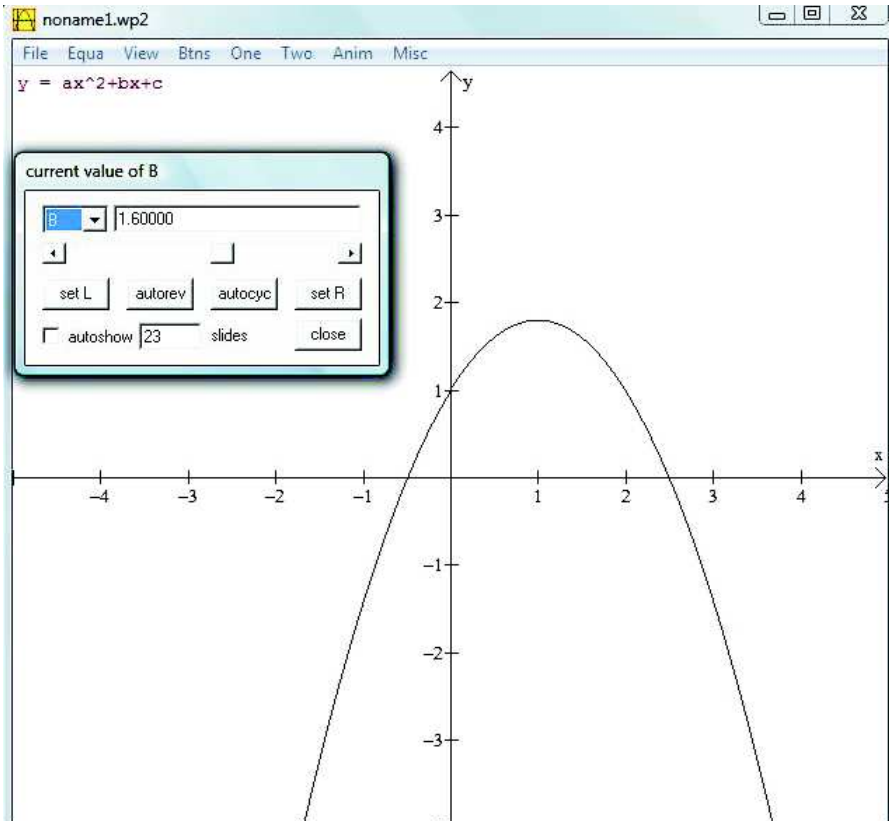 noname1.wp2
File Equa View Btns One Two Anim Misc
y = ax^2+bx+c
current value of B
B 1.60000
set L autorev autocyc set R
autoshow 23 slides close
y
4
3
2
1
x
−4 −3 −2 −1 1 2 3 4
−1
−2
−3